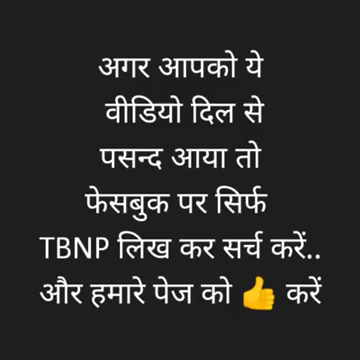 अगर आपको ये
वीडियो दिल से
पसन्द आया तो
फेसबुक पर सिर्फ
TBNP लिख कर सर्च करें..
और हमारे पेज को 👍 करें